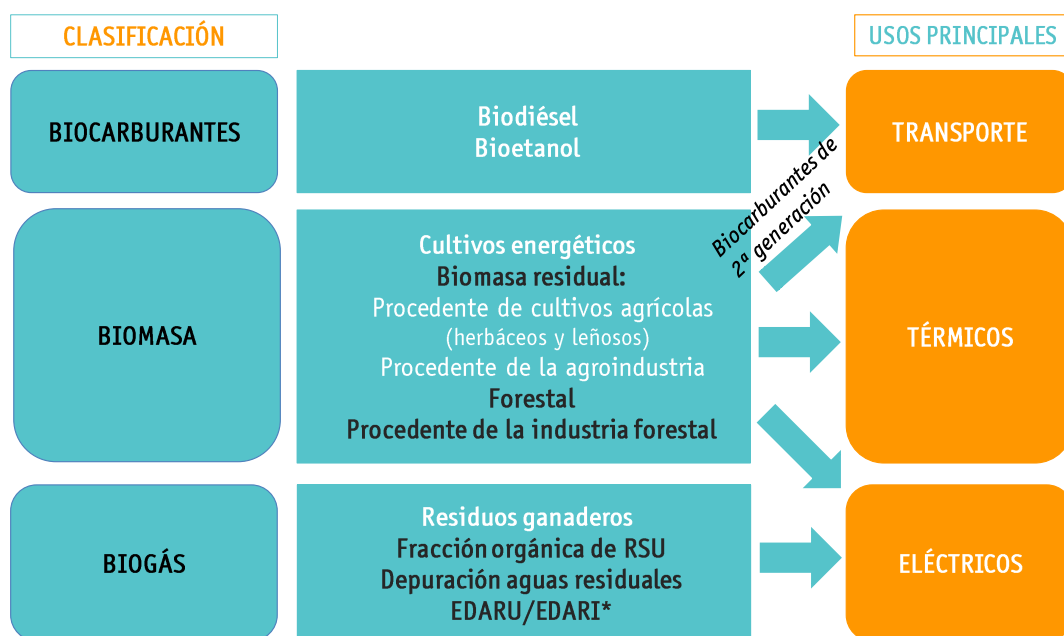 CLASIFICACIÓN
USOS PRINCIPALES
BIOCARBURANTES
Biodiésel
Bioetanol
TRANSPORTE
Biocarburantes de
2ª generación
BIOMASA
Cultivos energéticos
Biomasa residual:
Procedente de cultivos agrícolas
(herbáceos y leñosos)
Procedente de la agroindustria
Forestal
Procedente de la industria forestal
TÉRMICOS
BIOGÁS
Residuos ganaderos
Fracción orgánica de RSU
Depuración aguas residuales
EDARU/EDARI*
ELÉCTRICOS